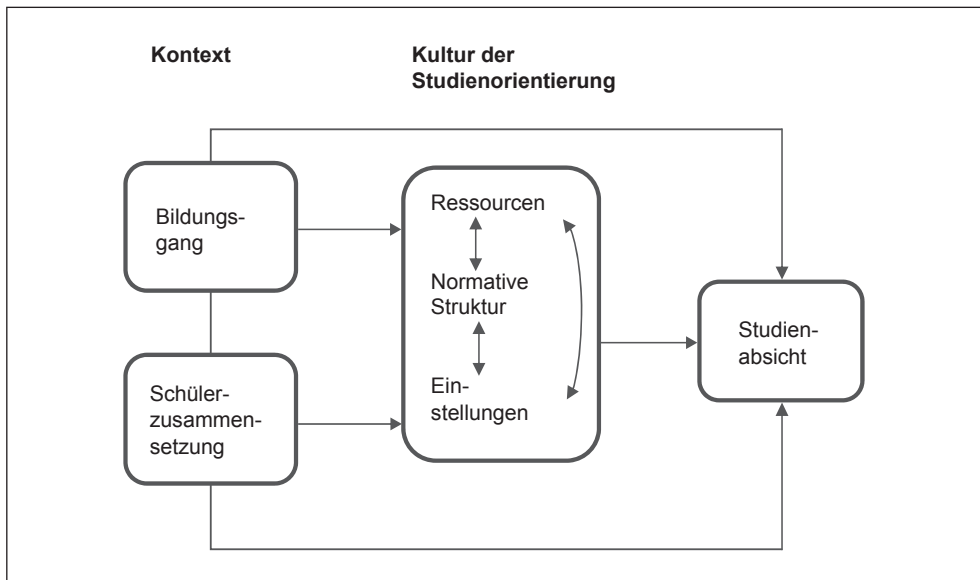 Kontext
Kultur der
Studienorientierung
Bildungs-
gang
Schüler-
zusammen-
setzung
Ressourcen
Normative
Struktur
Ein-
stellungen
Studien-
absicht